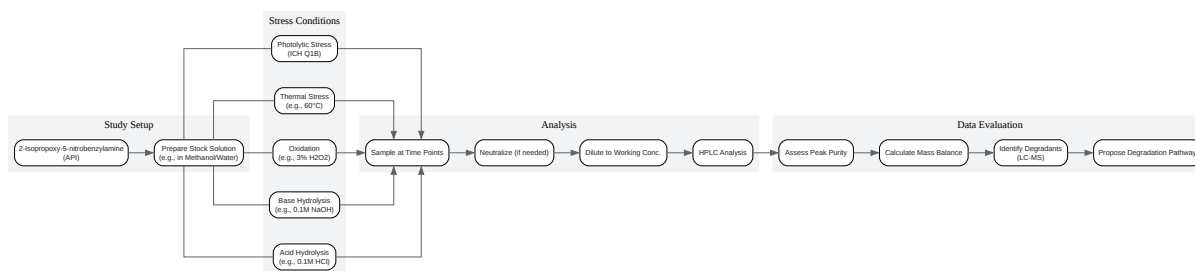 Stress Conditions
Photolytic Stress
(ICH Q1B)
Thermal Stress
(e.g., 60°C)
Study Setup
Analysis
Data Evaluation
2-Isopropoxy-5-nitrobenzylamine
(API)
Prepare Stock Solution
(e.g., in Methanol/Water)
Oxidation
(e.g., 3% H2O2)
Sample at Time Points
Neutralize (if needed)
Dilute to Working Conc.
HPLC Analysis
Assess Peak Purity
Calculate Mass Balance
Identify Degradants
(LC-MS)
Propose Degradation Pathway
Base Hydrolysis
(e.g., 0.1M NaOH)
Acid Hydrolysis
(e.g., 0.1M HCl)